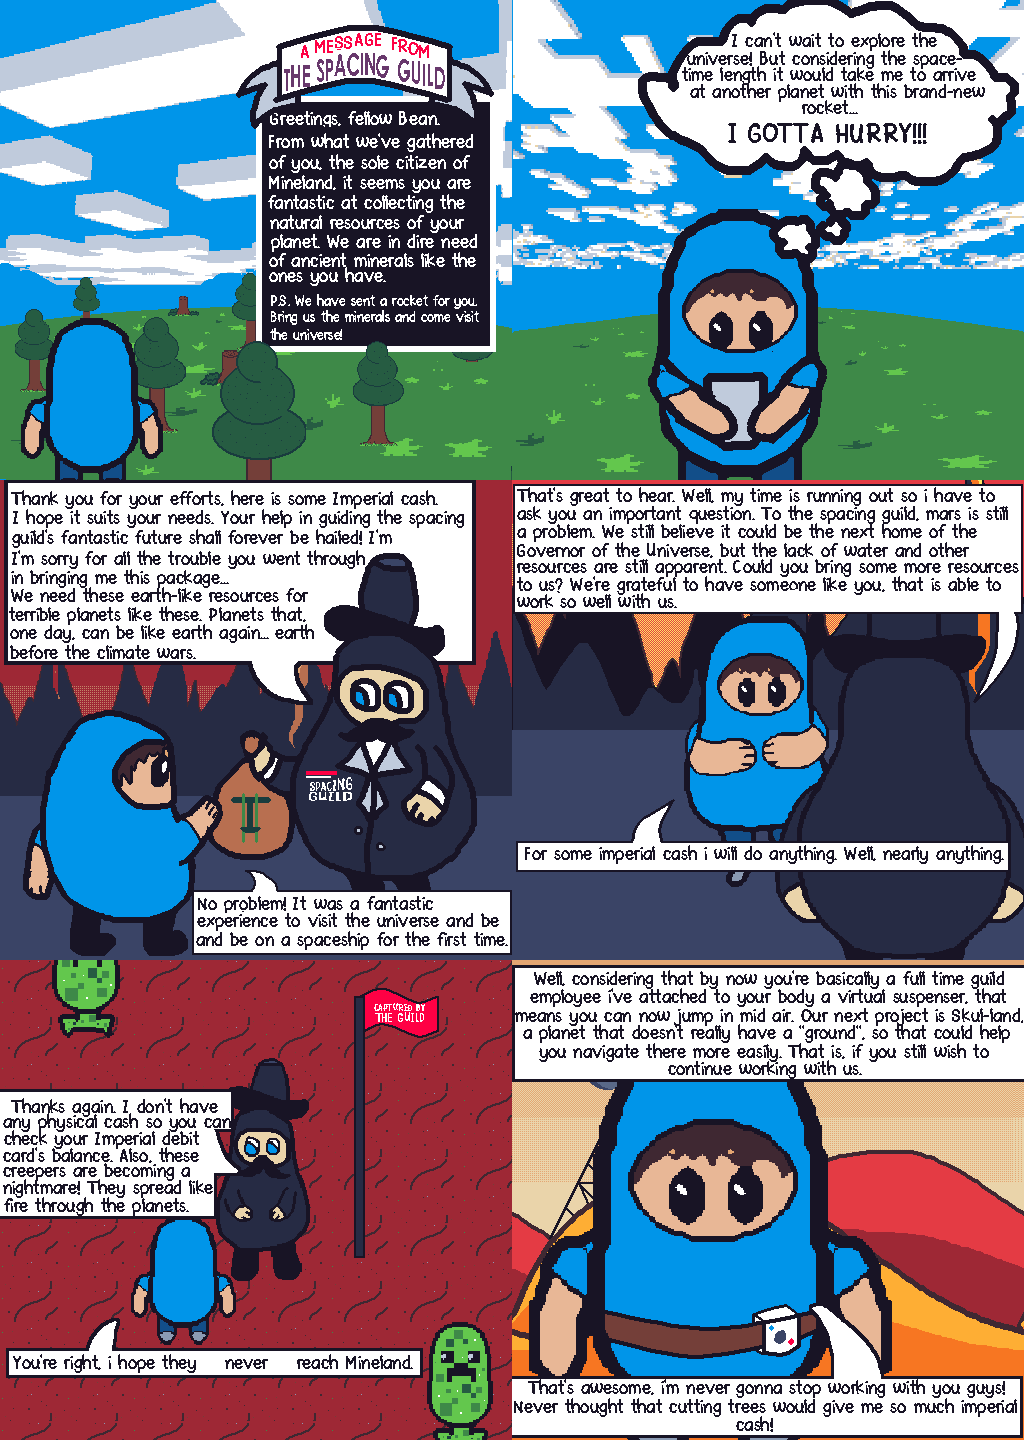 A MESSAGE FROM
THE SPACING GUILD
Greetings, fellow Bean.
From what we've gathered
of you, the sole citizen of
Mineland, it seems you are
fantastic at collecting the
natural resources of your
planet. We are in dire need
of ancient minerals like the
ones you have.
P.S. We have sent a rocket for you.
Bring us the minerals and come visit
the universe!
I can't wait to explore the
universe! But considering the space-
time length it would take me to arrive
at another planet with this brand-new
rocket...
I GOTTA HURRY!!!
Thank you for your efforts, here is some Imperial cash.
I hope it suits your needs. Your help in guiding the spacing
guild's fantastic future shall forever be hailed! I'm
I'm sorry for all the trouble you went through
in bringing me this package...
We need these earth-like resources for
terrible planets like these. Planets that,
one day, can be like earth again... earth
before the climate wars.
SPACING
GUILD
No problem! It was a fantastic
experience to visit the universe and be
and be on a spaceship for the first time.
That's great to hear. Well, my time is running out so i have to
ask you an important question. To the spacing guild, mars is still
a problem. We still believe it could be the next home of the
Governor of the Universe, but the lack of water and other
resources are still apparent. Could you bring some more resources
to us? We're grateful to have someone like you, that is able to
work so well with us.
For some imperial cash i will do anything. Well, nearly anything.
CAPTURED BY
THE GUILD
Thanks again. I don't have
any physical cash so you can
check your Imperial debit
card's balance. Also, these
creepers are becoming a
nightmare! They spread like
fire through the planets.
You're right, i hope they never reach Mineland.
Well, considering that by now you're basically a full time guild
employee i've attached to your body a virtual suspenser, that
means you can now jump in mid air. Our next project is Skul-land,
a planet that doesn't really have a "ground", so that could help
you navigate there more easily. That is, if you still wish to
continue working with us.
That's awesome, i'm never gonna stop working with you guys!
Never thought that cutting trees would give me so much imperial
cash!